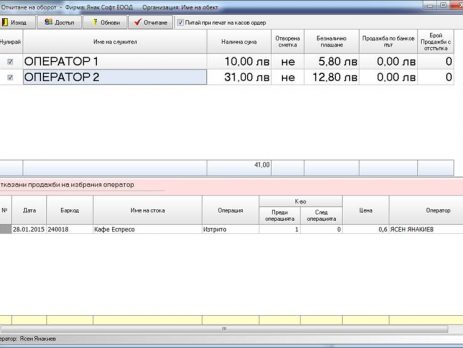 Отчитане на оборот - Фирма: Янак Софт ЕООД Организация: Име на обект
Изход Достъп Обнови Отчитане Питай при печат на касов ордер
Нулирай Име на служител Налична сума Отворена сметка Безналично плащане Продажба по банков път Брой Продажби с отстъпка
ОПЕРАТОР 1 10,00 лв не 5,80 лв 0,00 лв 0
ОПЕРАТОР 2 31,00 лв не 12,80 лв 0,00 лв 0
41,00
тказани продажби на избрания оператор
№ Дата Баркод Име на стока Операция К-во Преди операцията След операцията Цена Оператор
28.01.2015 240018 Кафе Еспресо Изтрито 1 0 0,6 ЯСЕН ЯНАКИЕВ
ератор: Ясен Янакиев